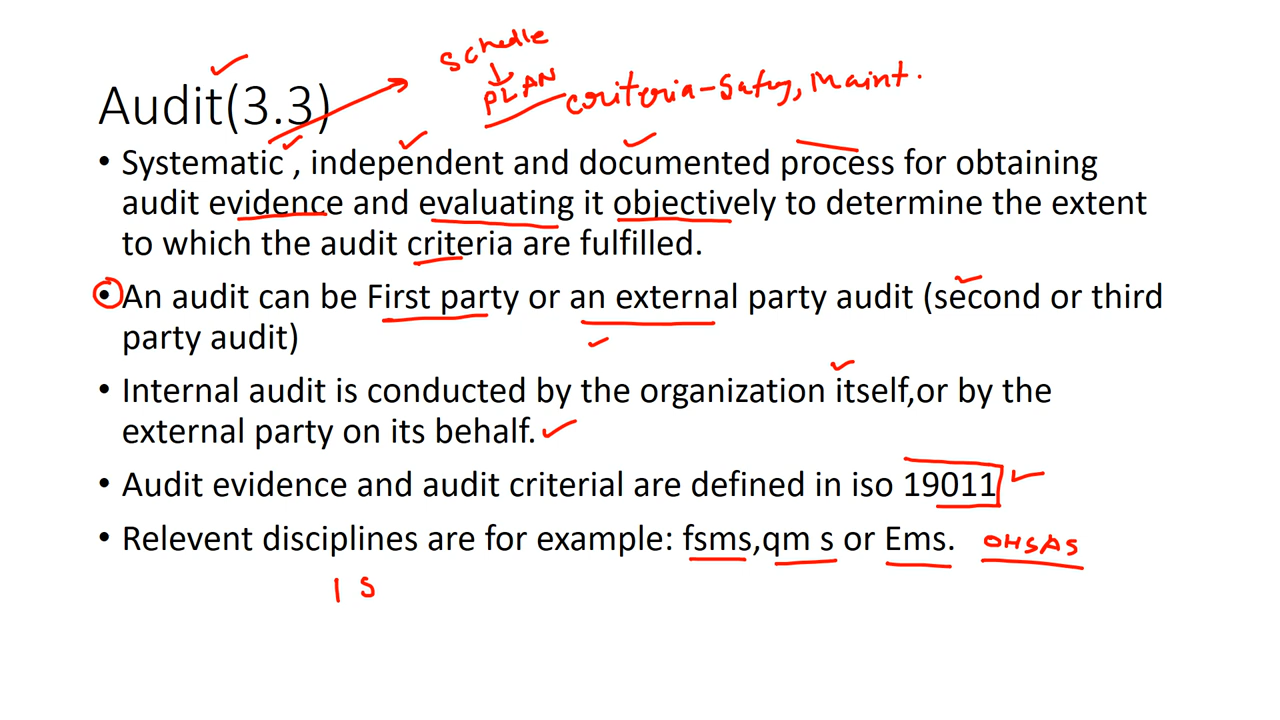 schedle
PLAN
criteria-Safty, Maint.
Audit(3.3)
• Systematic , independent and documented process for obtaining
audit evidence and evaluating it objectively to determine the extent
to which the audit criteria are fulfilled.
• An audit can be First party or an external party audit (second or third
party audit)
• Internal audit is conducted by the organization itself,or by the
external party on its behalf.
• Audit evidence and audit criterial are defined in iso 19011
• Relevent disciplines are for example: fsms,qm s or Ems. OHSAS
I S